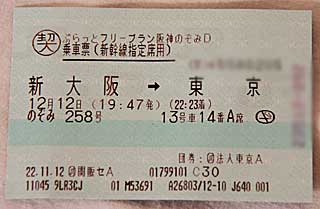 契 ぷらっとフリープラン阪神のぞみD
乗車票(新幹線指定席用)
新大阪 → 東京
12月12日 (19:47発) (22:23着)
のぞみ 258号 13号車14番A席
団券:㊣法人東京A
22.11.12 関販セA 01799101 C30
11045 9LR3CJ 01 M53691 A26803/12-10 J640 001